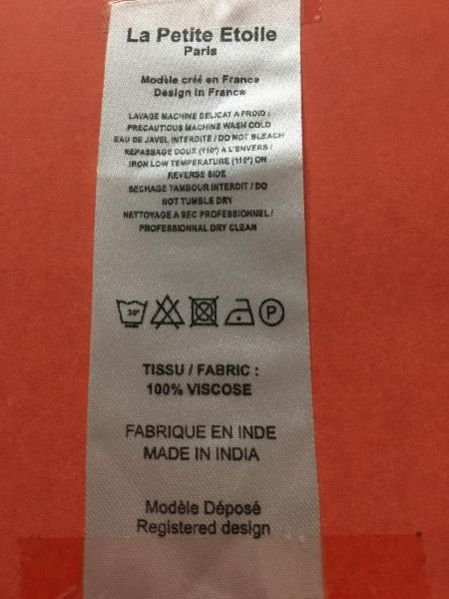 La Petite Etoile
Paris
Modèle créé en France
Design in France
LAVAGE MACHINE DELICAT A FROID :
PRECAUTIOUS MACHINE WASH COLD
EAU DE JAVEL INTERDITE / DO NOT BLEACH
REPASSAGE DOUX (110°) A L'ENVERS /
IRON LOW TEMPERATURE (110°) ON
REVERSE SIDE
SECHAGE TAMBOUR INTERDIT / DO
NOT TUMBLE DRY
NETTOYAGE A SEC PROFESSIONNEL /
PROFESSIONNAL DRY CLEAN
30° P
TISSU / FABRIC :
100% VISCOSE
FABRIQUE EN INDE
MADE IN INDIA
Modèle Déposé
Registered design